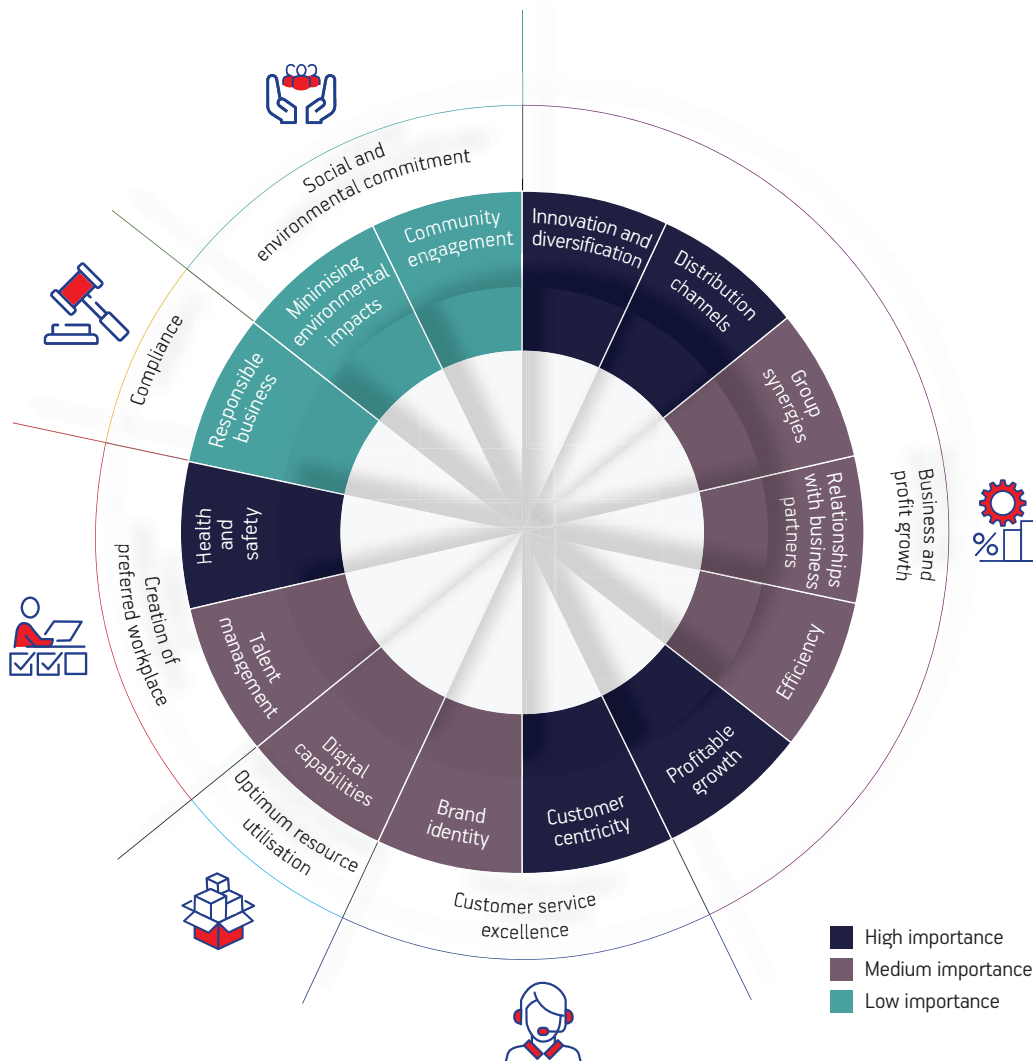 Social and
environmental commitment
Community
engagement
Innovation and
diversification
Minimising
environmental
impacts
Distribution
channels
Compliance
Responsible
business
Group
synergies
Health
and
safety
Relationships
with business
partners
Business and
profit growth
Creation of
preferred workplace
Talent
management
Efficiency
Digital
capabilities
Profitable
growth
Optimum resource
utilisation
Brand
identity
Customer
centricity
Customer service
excellence
%
High importance
Medium importance
Low importance